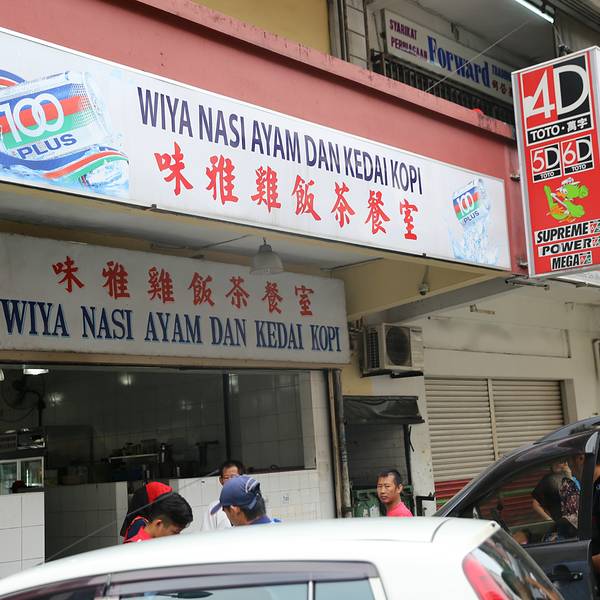 SYARIKAT
PERNIAGAAN
Forward
100
PLUS
WIYA NASI AYAM DAN KEDAI KOPI
味雅雞飯茶餐室
100
PLUS
味雅雞飯茶餐室
WIYA NASI AYAM DAN KEDAI KOPI
4D
TOTO·萬字
5D 6D
TOTO TOTO
SUPREME
POWER
MEGA